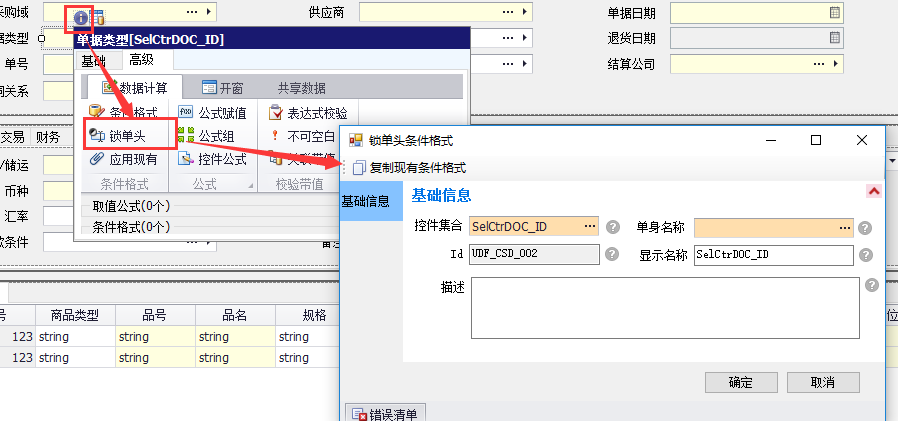 采购域
供应商
单据日期
据类型
退货日期
单号
结算公司
关系
单据类型[SelCtrDOC_ID]
基础
高级
数据计算
开窗
共享数据
条件格式
公式赋值
表达式校验
锁单头
公式组
不可空白
应用现有
控件公式
关联带值
条件格式
公式
校验带值
取值公式(0个)
条件格式(0个)
交易
财务
/储运
币种
汇率
条件
备注
锁单头条件格式
复制现有条件格式
基础信息
基础信息
控件集合
SelCtrDOC_ID
单身名称
Id
UDF_CSD_002
显示名称
SelCtrDOC_ID
描述
确定
取消
错误清单
号
商品类型
品号
品名
规格
位
123
string
string
string
string
123
string
string
string
string